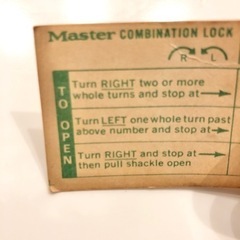 Master COMBINATION LOCK
R L
TO OPEN
Turn RIGHT two or more
whole turns and stop at
Turn LEFT one whole turn past
above number and stop at
Turn RIGHT and stop at
then pull shackle open